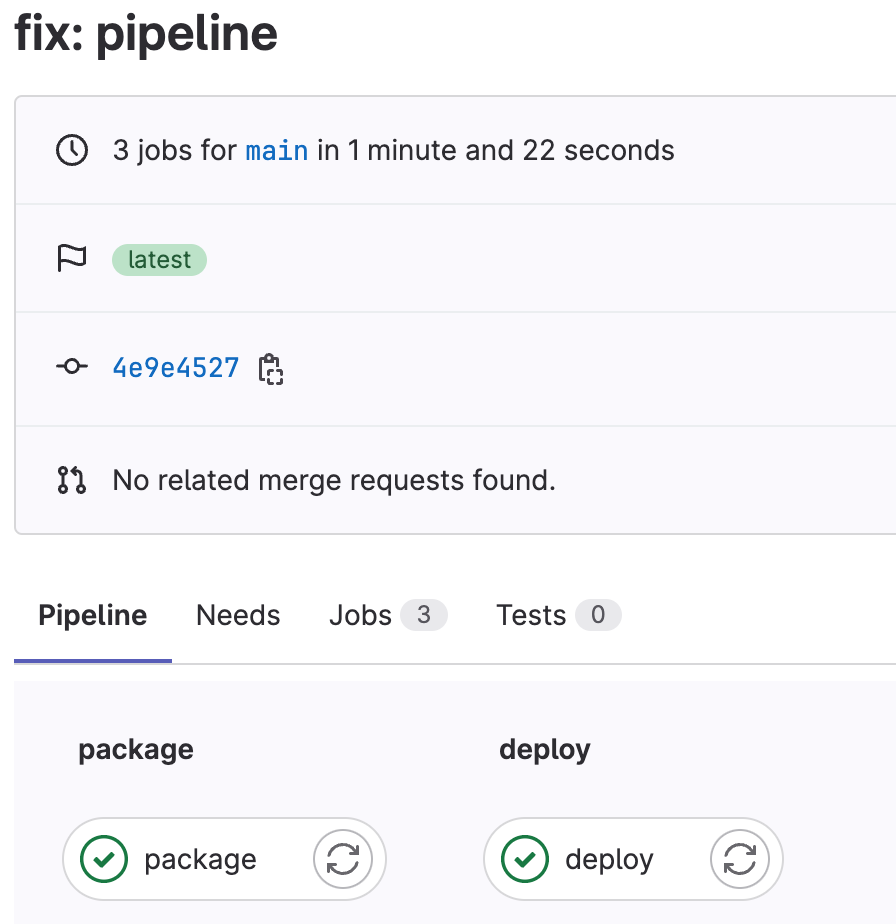 fix: pipeline
3 jobs for main in 1 minute and 22 seconds
latest
4e9e4527
No related merge requests found.
Pipeline Needs Jobs 3 Tests 0
package deploy
package deploy